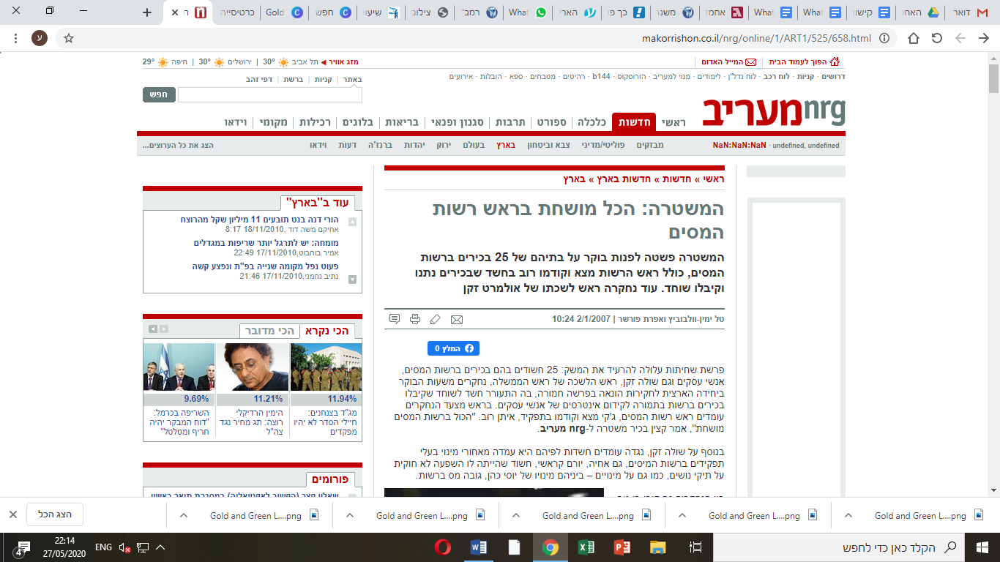 דואר
האחס
קישור
What
What
אחמד
משנה
כך פי
הארי
What
רמב"
צילום
שיעור
חפש
Gold
כרטיסייה
makorrishon.co.il/nrg/online/1/ART1/525/658.html
ע
הפוך לעמוד הבית
המייל האדום
מזג אוויר
תל אביב 30° | ירושלים 30° | חיפה 29°
דרושים · קניות · לוח רכב · לוח נדל"ן · לימודים · מנוי למעריב · הורוסקופ · b144 · רהיטים · מטבחים · ספא · הובלות · אירועים
באתר | קניות | ברשת | דפי זהב
חפש
nrg מעריב
ראשי | חדשות | כלכלה | ספורט | תרבות | סגנון ופנאי | בריאות | בלוגים | רכילות | מקומי | וידאו
NaN:NaN:NaN · undefined, undefined
מבזקים פוליטי/מדיני צבא וביטחון בארץ בעולם ירוק יהדות ברנז'ה דעות וידאו
הצג את כל הערוצים...
ראשי » חדשות » חדשות בארץ » בארץ
המשטרה: הכל מושחת בראש רשות
המסים
המשטרה פשטה לפנות בוקר על בתיהם של 25 בכירים ברשות
המסים, כולל ראש הרשות מצא וקודמו רוב בחשד שבכירים נתנו
וקיבלו שוחד. עוד נחקרה ראש לשכתו של אולמרט זקן
טל ימין-וולבוביץ ואפרת פורשר | 2/1/2007 10:24
המלץ 0
פרשת שחיתות עלולה להרעיד את המשק: 25 חשודים בהם בכירים ברשות המסים,
אנשי עסקים וגם שולה זקן, ראש הלשכה של ראש הממשלה, נחקרים משעות הבוקר
ביחידה הארצית לחקירות הונאה בפרשה חמורה, בה התעורר חשד לשוחד שקיבלו
בכירים ברשות בתמורה לקידום אינטרסים של אנשי עסקים. בראש מצעד הנחקרים
עומדים ראש רשות המסים, ג'קי מצא וקודמו בתפקיד, איתן רוב. "הכול ברשות המסים
מושחת", אמר קצין בכיר משטרה ל-nrg מעריב.
בנוסף על שולה זקן, נגדה עומדים חשדות לפיהם היא עמדה מאחורי מינוי בעלי
תפקידים ברשות המיסים, גם אחיה, יורם קראשי, חשוד שהייתה לו השפעה לא חוקית
על תיקי נושים, כמו גם על מינויים – ביניהם מינויו של יוסי כהן, גובה מס ברשות.
עוד ב"בארץ"
הורי דנה בנט תובעים 11 מיליון שקל מהרוצח
אחיקם משה דוד ,18/11/2010 8:17
מומחה: יש לתרגל יותר שריפות במגדלים
אמיר בוחבוט,17/11/2010 22:49
פעוט נפל מקומה שנייה בפ"ת ונפצע קשה
נתיב נחמני,17/11/2010 21:46
הכי נקרא
הכי מדובר
11.94%
מג"ד בצנחנים:
חיילי הסדר לא יהיו
מפקדים
11.21%
הימין הרדיקלי
רוצה: תג מחיר נגד
צה"ל
9.69%
השריפה בכרמל:
"דוח המבקר יהיה
חריף ומטלטל"
פורומים
Gold and Green L....png
Gold and Green L....png
Gold and Green L....png
Gold and Green L....png
Gold and Green L....png
הצג הכל
הקלד כאן כדי לחפש
ENG
22:14
27/05/2020
4